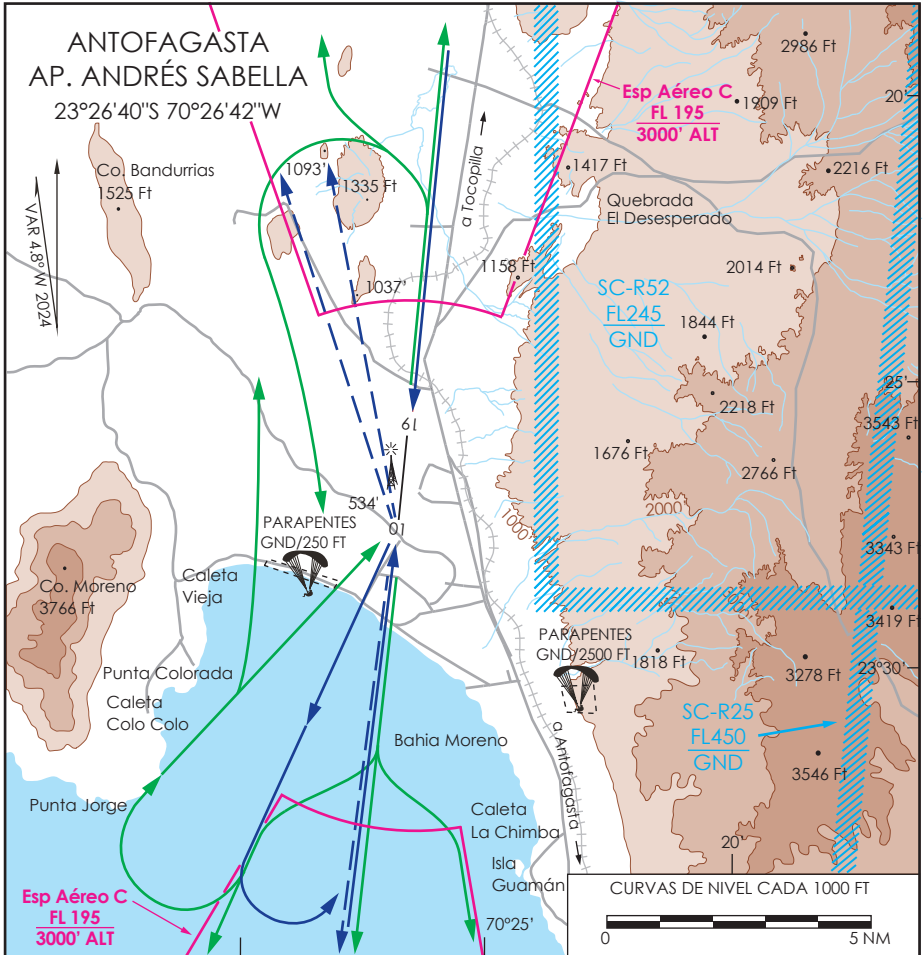 ANTOFAGASTA
AP. ANDRÉS SABELLA
23°26'40"S 70°26'42"W
2986 Ft
Esp Aéreo C
FL 195
3000' ALT
1909 Ft
20'
Co. Bandurrias
1525 Ft
1093'
1335 Ft
a Tocopilla
1417 Ft
2216 Ft
Quebrada
El Desesperado
VAR 4.8° W 2024
1158 Ft
2014 Ft
1037'
SC-R52
FL245
GND
1844 Ft
25'
2218 Ft
3543 Ft
19
1676 Ft
2766 Ft
534'
01
1000'
2000'
PARAPENTES
GND/250 FT
3343 Ft
Caleta
Vieja
Co. Moreno
3766 Ft
3000'
3419 Ft
PARAPENTES
GND/2500 FT
1818 Ft
3278 Ft
23°30'
Punta Colorada
Caleta
Colo Colo
SC-R25
FL450
GND
Bahia Moreno
a Antofagasta
3546 Ft
Punta Jorge
Caleta
La Chimba
20'
Isla
Guamán
Esp Aéreo C
FL 195
3000' ALT
70°25'
CURVAS DE NIVEL CADA 1000 FT
0
5 NM